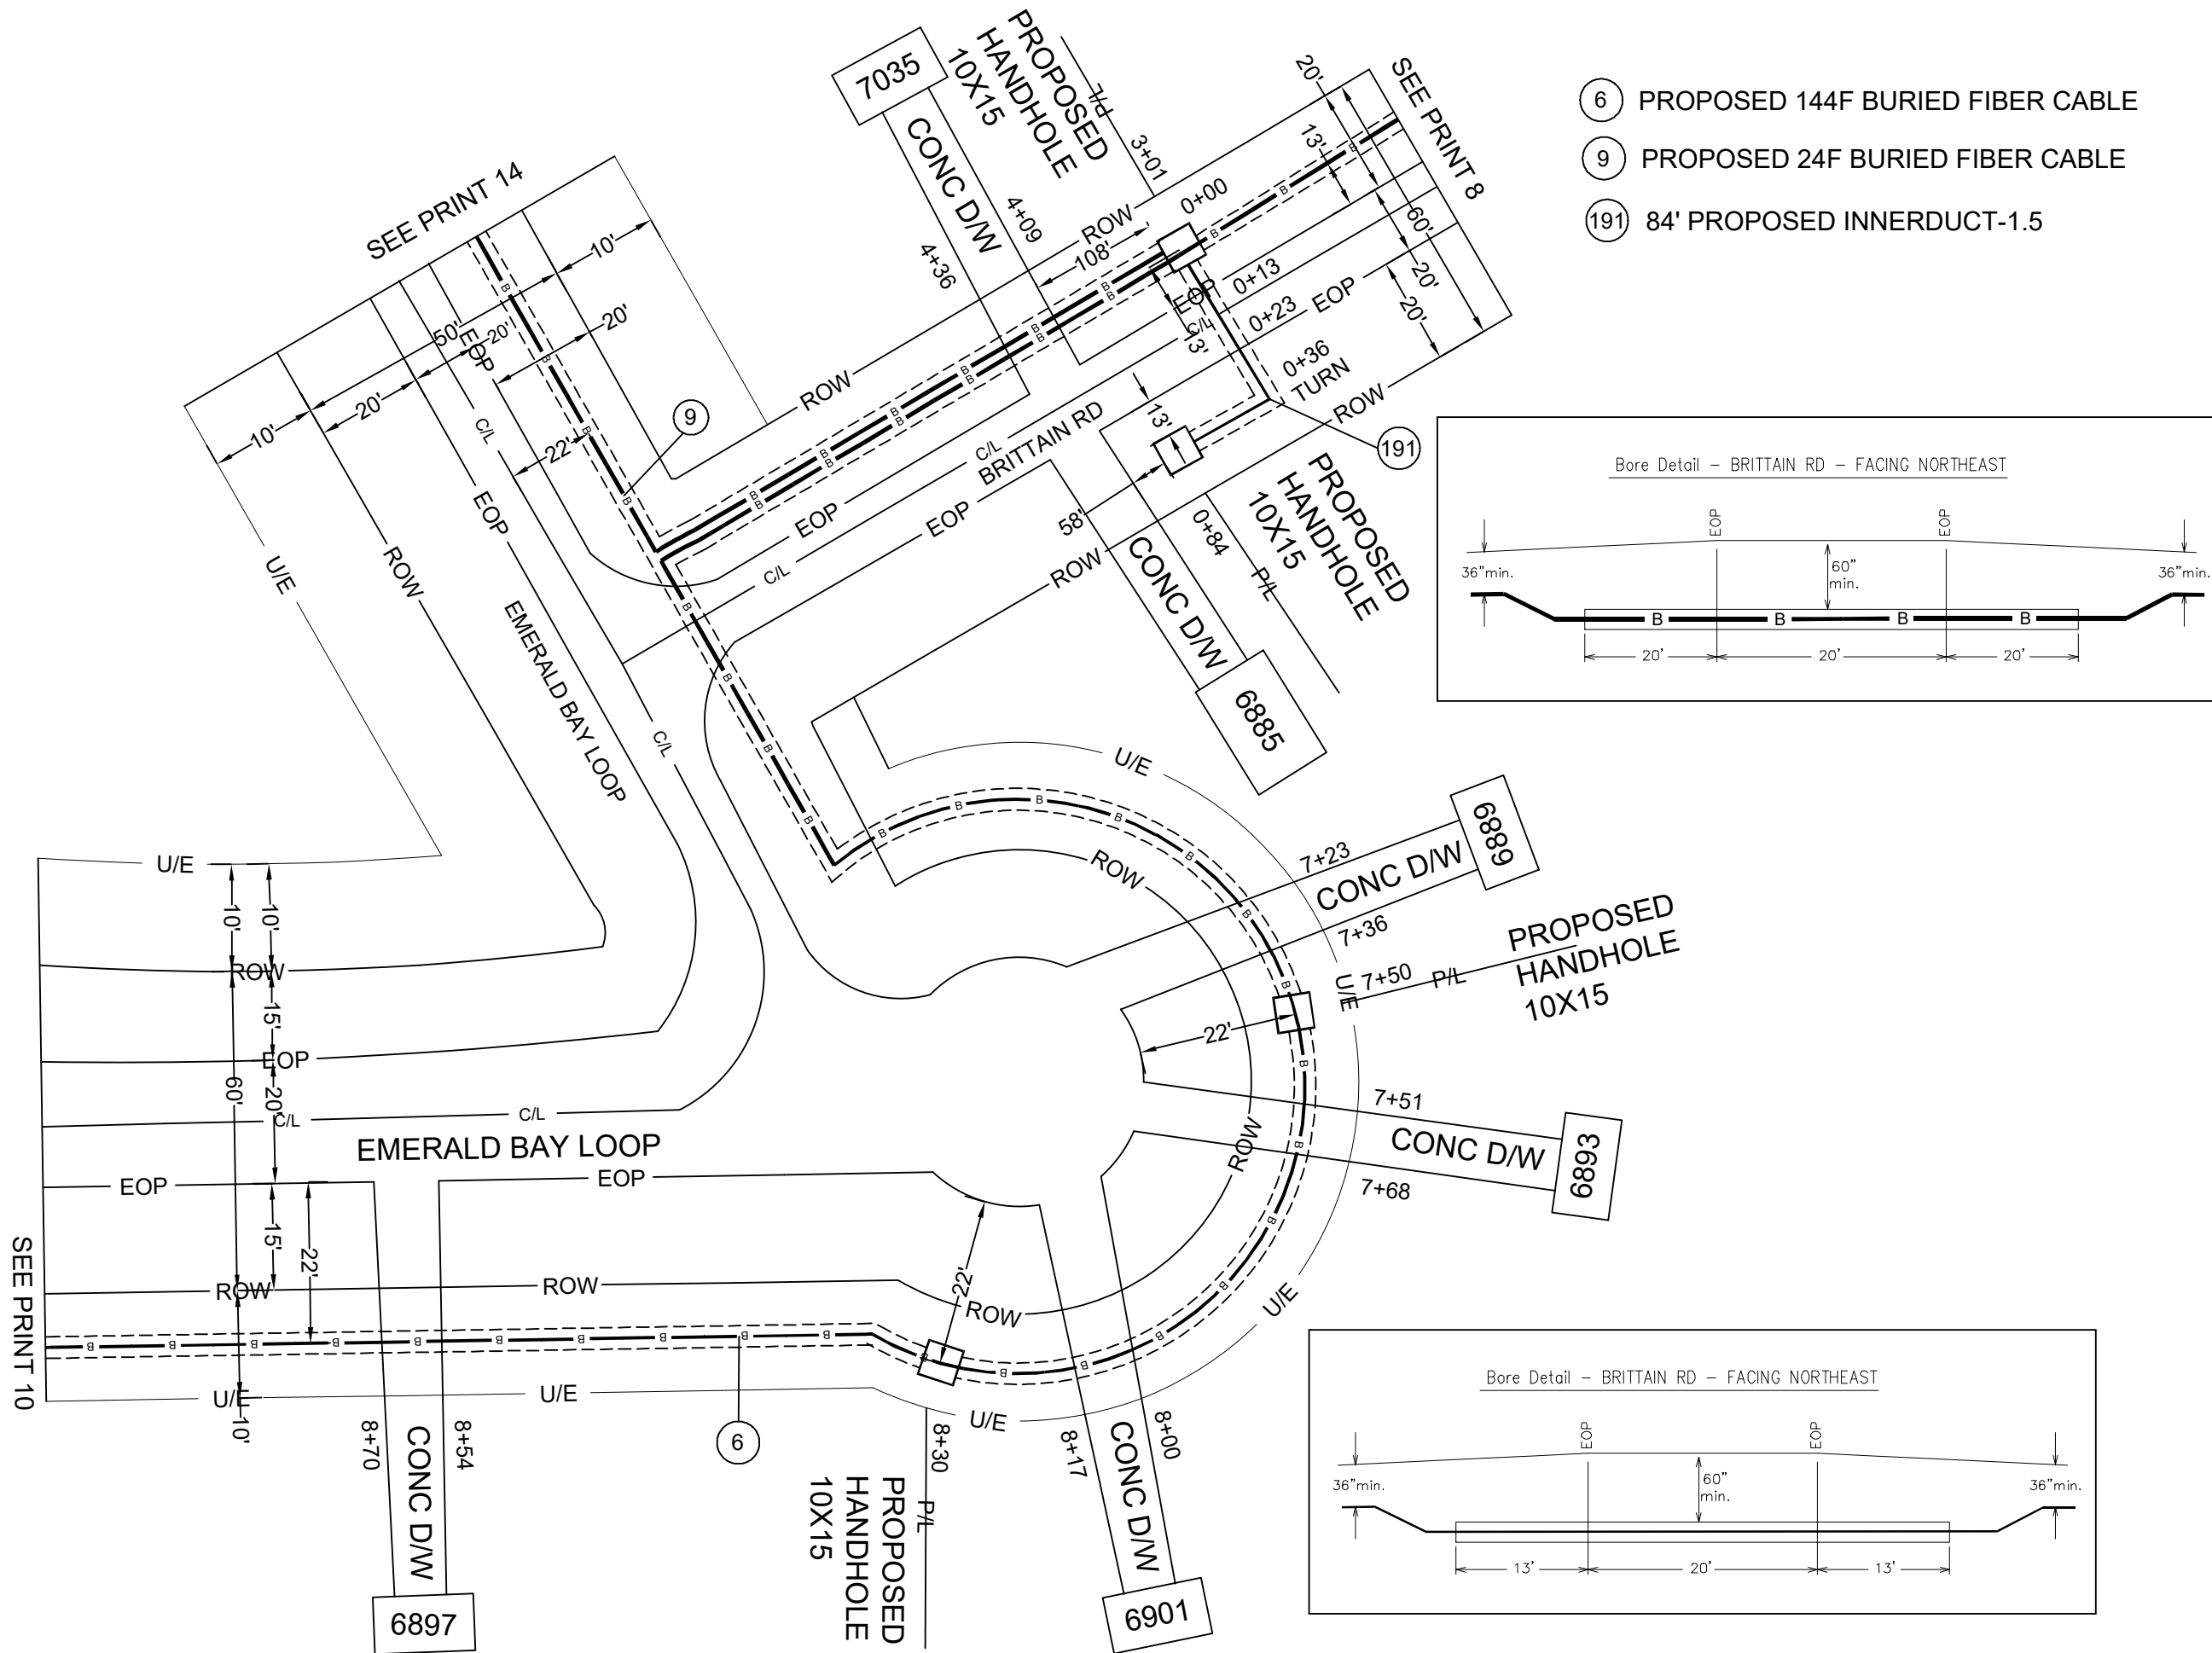 6 PROPOSED 144F BURIED FIBER CABLE
9 PROPOSED 24F BURIED FIBER CABLE
191 84' PROPOSED INNERDUCT-1.5
SEE PRINT 14
7035
CONC D/W
PROPOSED
HANDHOLE
10X15
P/L
3+01
4+09
4+36
ROW
108'
0+00
SEE PRINT 8
20'
13'
60'
20'
20'
0+13
0+23
0+36
TURN
EOP
EOP
C/L
13'
ROW
10'
50'
20'
20'
20'
10'
22'
EOP
C/L
9
ROW
C/L
BRITTAIN RD
13'
191
EOP
EOP
C/L
ROW
58'
0+84
P/L
PROPOSED
HANDHOLE
10X15
CONC D/W
6885
U/E
ROW
EOP
EMERALD BAY LOOP
C/L
Bore Detail - BRITTAIN RD - FACING NORTHEAST
EOP
EOP
36"min.
60"
min.
36"min.
B
B
B
B
20'
20'
20'
U/E
ROW
7+23
CONC D/W
6889
7+36
7+50
P/L
U/E
PROPOSED
HANDHOLE
10X15
22'
7+51
CONC D/W
6893
7+68
ROW
U/E
U/E
10'
10'
ROW
15'
EOP
60'
20'
C/L
C/L
EMERALD BAY LOOP
EOP
EOP
15'
22'
ROW
ROW
22'
ROW
SEE PRINT 10
U/E
U/E
U/E
10'
6
8+70
CONC D/W
8+54
6897
8+30
P/L
PROPOSED
HANDHOLE
10X15
8+17
CONC D/W
8+00
6901
Bore Detail - BRITTAIN RD - FACING NORTHEAST
EOP
EOP
36"min.
60"
min.
36"min.
13'
20'
13'